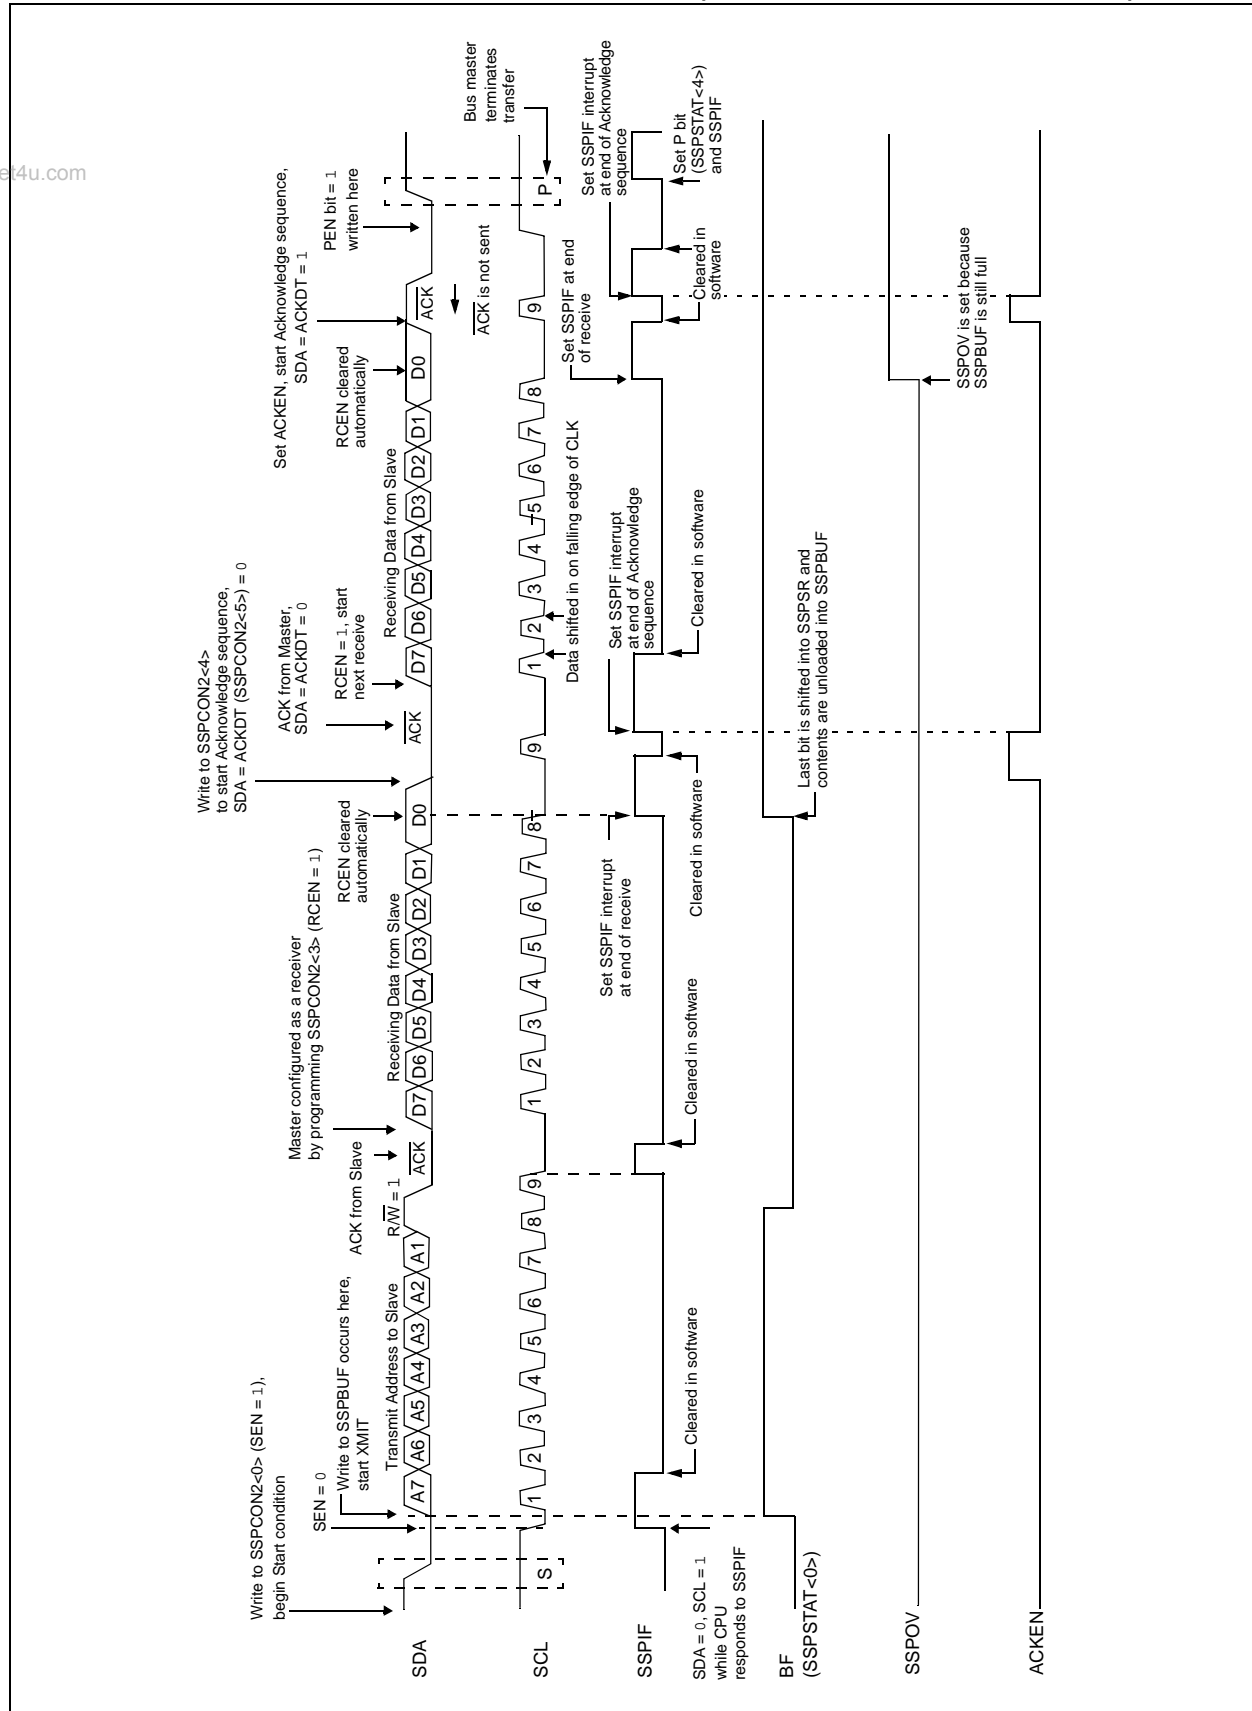 et4u.com
Write to SSPCON2<0> (SEN = 1),
begin Start condition
SEN = 0
Write to SSPBUF occurs here,
start XMIT
Transmit Address to Slave
R/W = 1
ACK from Slave
Master configured as a receiver
by programming SSPCON2<3> (RCEN = 1)
Receiving Data from Slave
RCEN cleared
automatically
Write to SSPCON2<4>
to start Acknowledge sequence,
SDA = ACKDT (SSPCON2<5>) = 0
ACK from Master,
SDA = ACKDT = 0
RCEN = 1, start
next receive
Receiving Data from Slave
RCEN cleared
automatically
Set ACKEN, start Acknowledge sequence,
SDA = ACKDT = 1
PEN bit = 1
written here
SDA
A7 A6 A5 A4 A3 A2 A1
ACK
D7 D6 D5 D4 D3 D2 D1 D0
ACK
D7 D6 D5 D4 D3 D2 D1 D0
ACK
ACK is not sent
Bus master
terminates
transfer
SCL
S
1 2 3 4 5 6 7 8 9
1 2 3 4 5 6 7 8 9
1 2 3 4 5 6 7 8 9
P
Data shifted in on falling edge of CLK
Set SSPIF interrupt
at end of receive
Set SSPIF interrupt
at end of Acknowledge
sequence
Set SSPIF at end
of receive
Set SSPIF interrupt
at end of Acknowledge
sequence
SSPIF
SDA = 0, SCL = 1
while CPU
responds to SSPIF
Cleared in software
Cleared in software
Cleared in software
Cleared in software
Cleared in
software
Set P bit
(SSPSTAT<4>)
and SSPIF
BF
(SSPSTAT<0>)
Last bit is shifted into SSPSR and
contents are unloaded into SSPBUF
SSPOV
SSPOV is set because
SSPBUF is still full
ACKEN